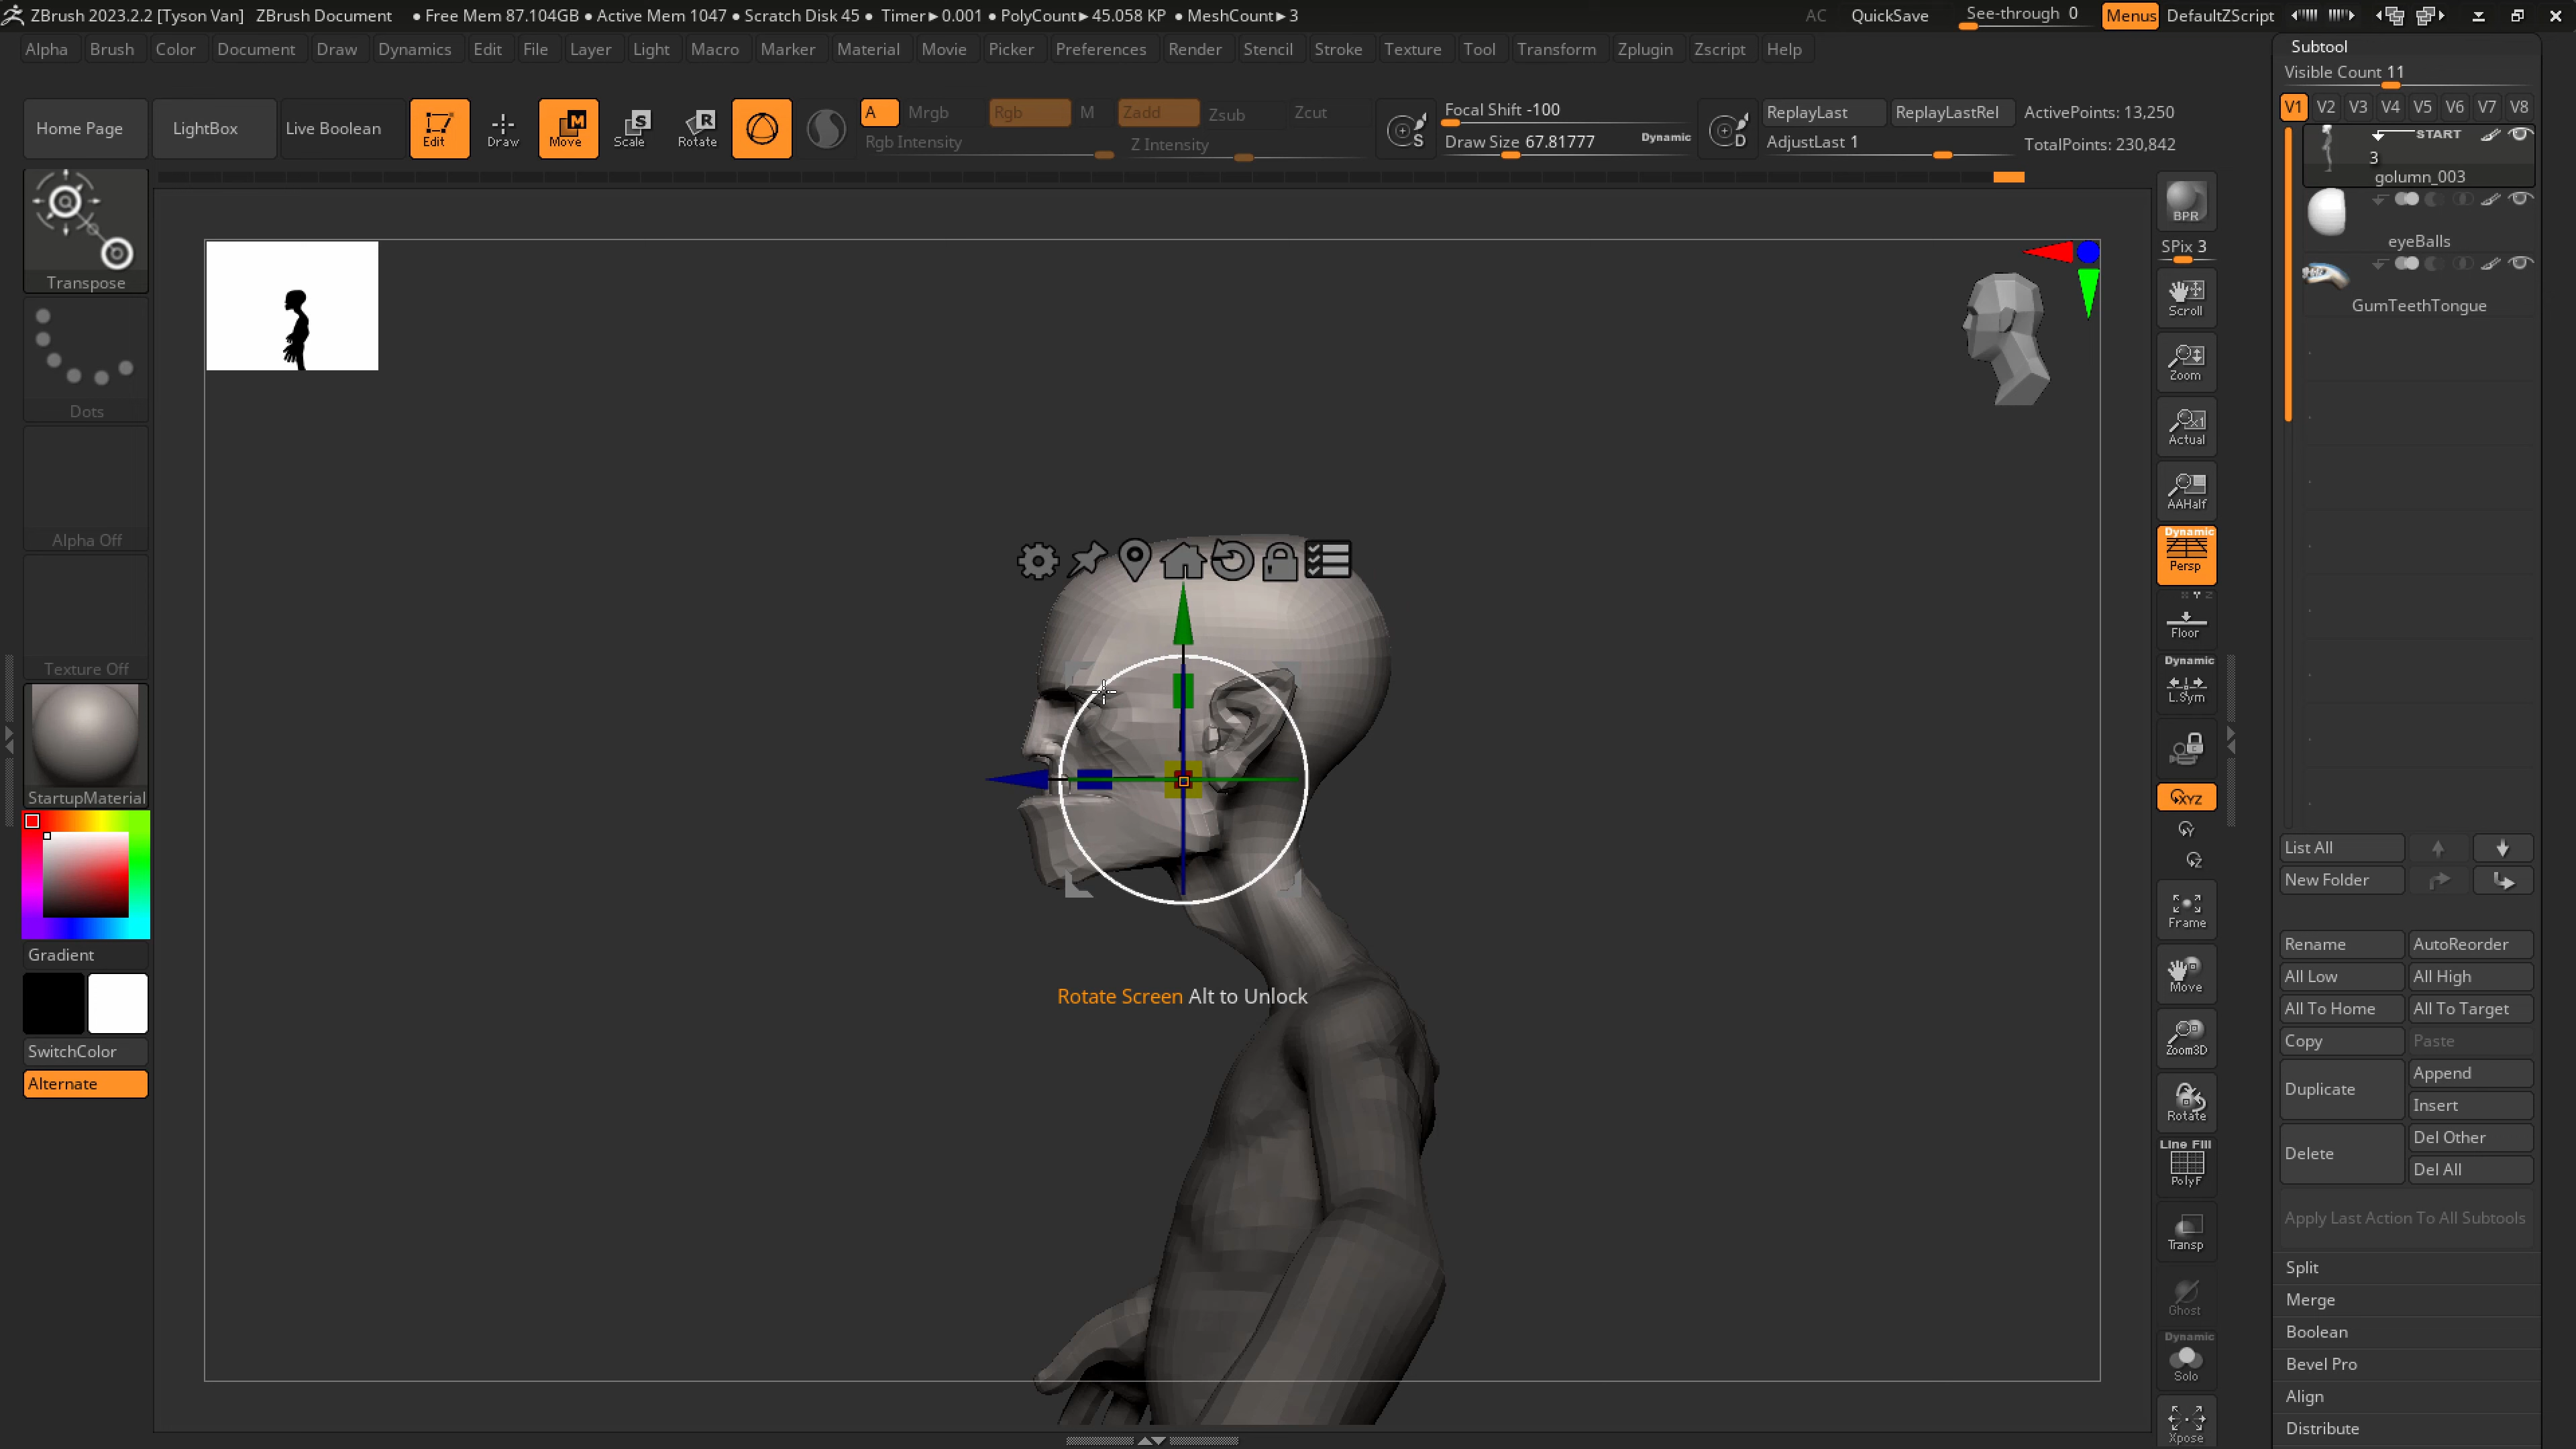 ZBrush 2023.2.2 [Tyson Van] ZBrush Document ● Free Mem 87.104GB ● Active Mem 1047 ● Scratch Disk 45 ● Timer►0.001 ● PolyCount►45.058 KP ● MeshCount►3 AC QuickSave See-through 0 Menus DefaultZScript
Alpha Brush Color Document Draw Dynamics Edit File Layer Light Macro Marker Material Movie Picker Preferences Render Stencil Stroke Texture Tool Transform Zplugin Zscript Help
Home Page LightBox Live Boolean Edit Draw Move Scale Rotate
M S R
A Mrgb Rgb M Zadd Zsub Zcut
Rgb Intensity Z Intensity
S Focal Shift -100
Draw Size 67.81777 Dynamic
D ReplayLast ReplayLastRel ActivePoints: 13,250
AdjustLast 1 TotalPoints: 230,842
Transpose
Dots
Alpha Off
Texture Off
StartupMaterial
Gradient
SwitchColor
Alternate
Rotate Screen Alt to Unlock
BPR
SPix 3
Scroll
Zoom
Actual
AAHalf
Dynamic
Persp
Floor
Dynamic
L.Sym
XYZ
Y
Z
Frame
Move
Zoom3D
Rotate
Line Fill
PolyF
Transp
Ghost
Dynamic
Solo
Xpose
Subtool
Visible Count 11
V1 V2 V3 V4 V5 V6 V7 V8
START
3
golumn_003
eyeBalls
GumTeethTongue
List All
New Folder
Rename AutoReorder
All Low All High
All To Home All To Target
Copy Paste
Duplicate Append
Insert
Delete Del Other
Del All
Apply Last Action To All Subtools
Split
Merge
Boolean
Bevel Pro
Align
Distribute